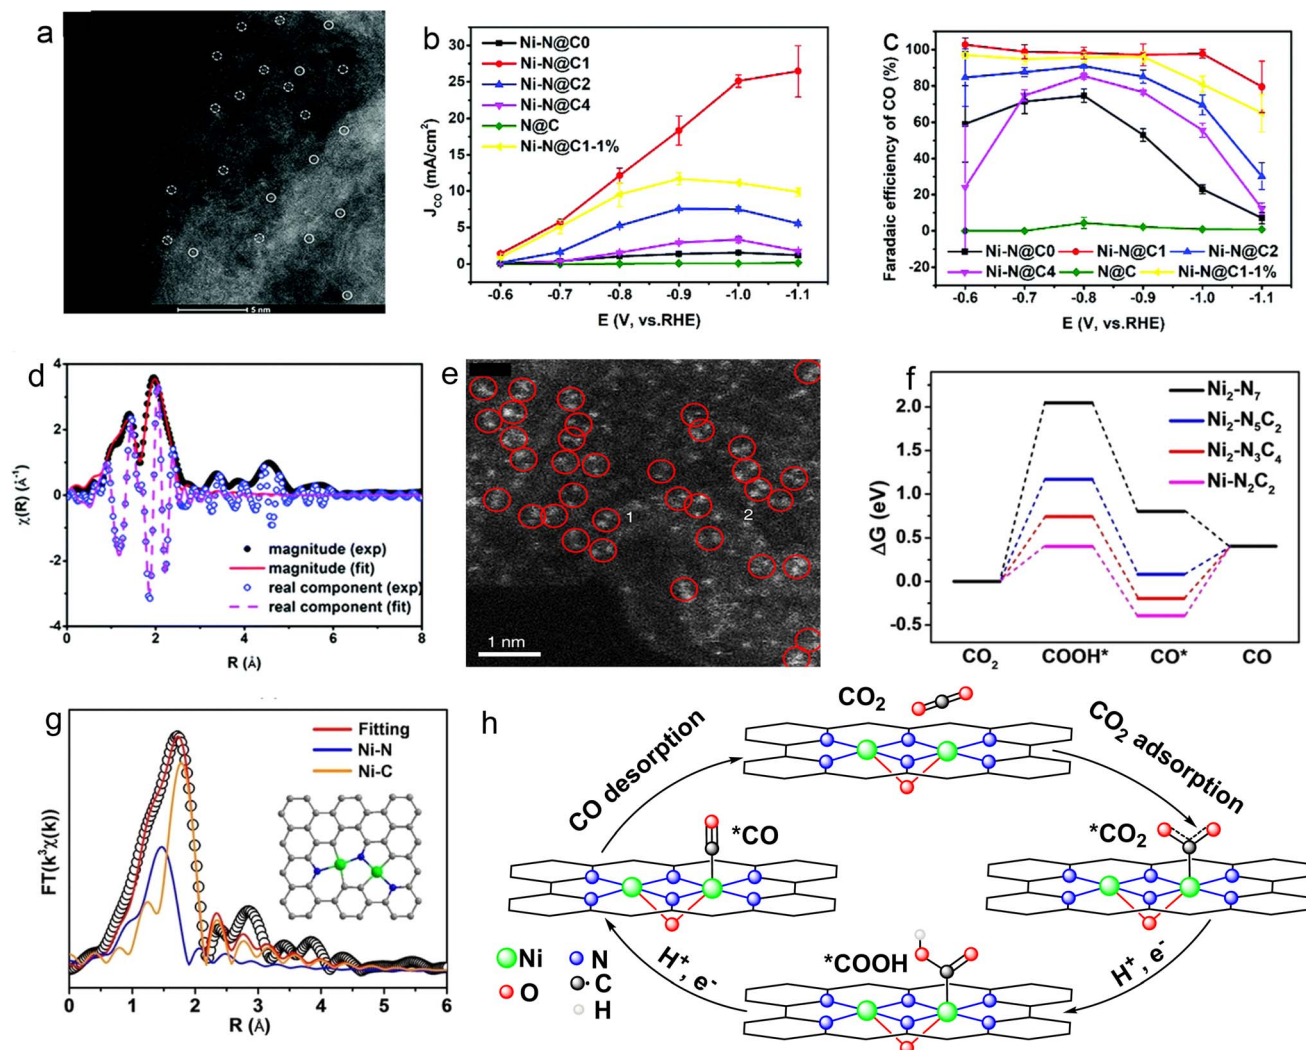 a
5 nm
b
Ni-N@C0
Ni-N@C1
Ni-N@C2
Ni-N@C4
N@C
Ni-N@C1-1%
30
25
20
15
10
5
0
J_CO (mA/cm²)
-0.6 -0.7 -0.8 -0.9 -1.0 -1.1
E (V, vs.RHE)
c
100
80
60
40
20
0
-20
Faradaic efficiency of CO (%)
Ni-N@C0 Ni-N@C1 Ni-N@C2
Ni-N@C4 N@C Ni-N@C1-1%
-0.6 -0.7 -0.8 -0.9 -1.0 -1.1
E (V, vs.RHE)
d
4
2
0
-2
-4
χ(R) (Å⁻¹)
magnitude (exp)
magnitude (fit)
real component (exp)
real component (fit)
0 2 4 6 8
R (Å)
e
1
2
1 nm
f
Ni₂-N₇
Ni₂-N₅C₂
Ni₂-N₃C₄
Ni-N₂C₂
2.0
1.5
1.0
0.5
0.0
-0.5
ΔG (eV)
CO₂ COOH* CO* CO
g
Fitting
Ni-N
Ni-C
FT(k³χ(k))
0 1 2 3 4 5 6
R (Å)
h
CO₂
CO desorption
CO₂ adsorption
*CO
*CO₂
*COOH
H⁺, e⁻
H⁺, e⁻
Ni N
C
O
H